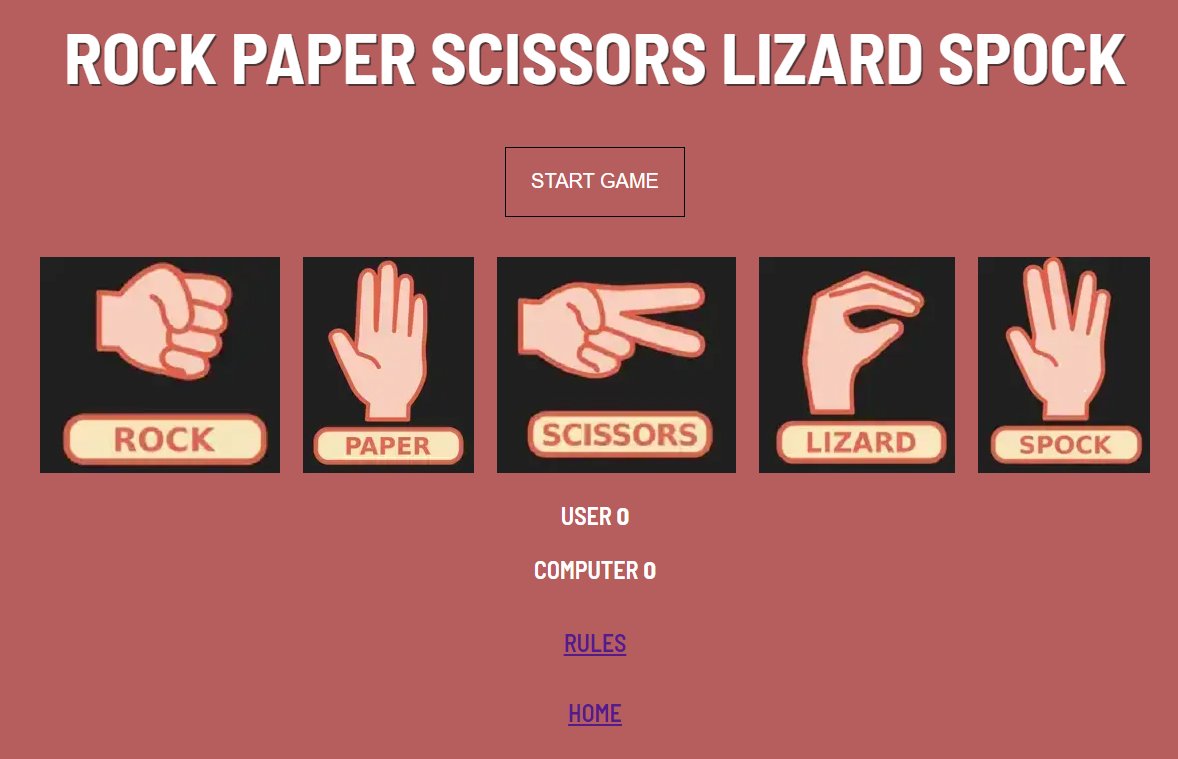 ROCK PAPER SCISSORS LIZARD SPOCK
START GAME
ROCK
PAPER
SCISSORS
LIZARD
SPOCK
USER 0
COMPUTER 0
RULES
HOME